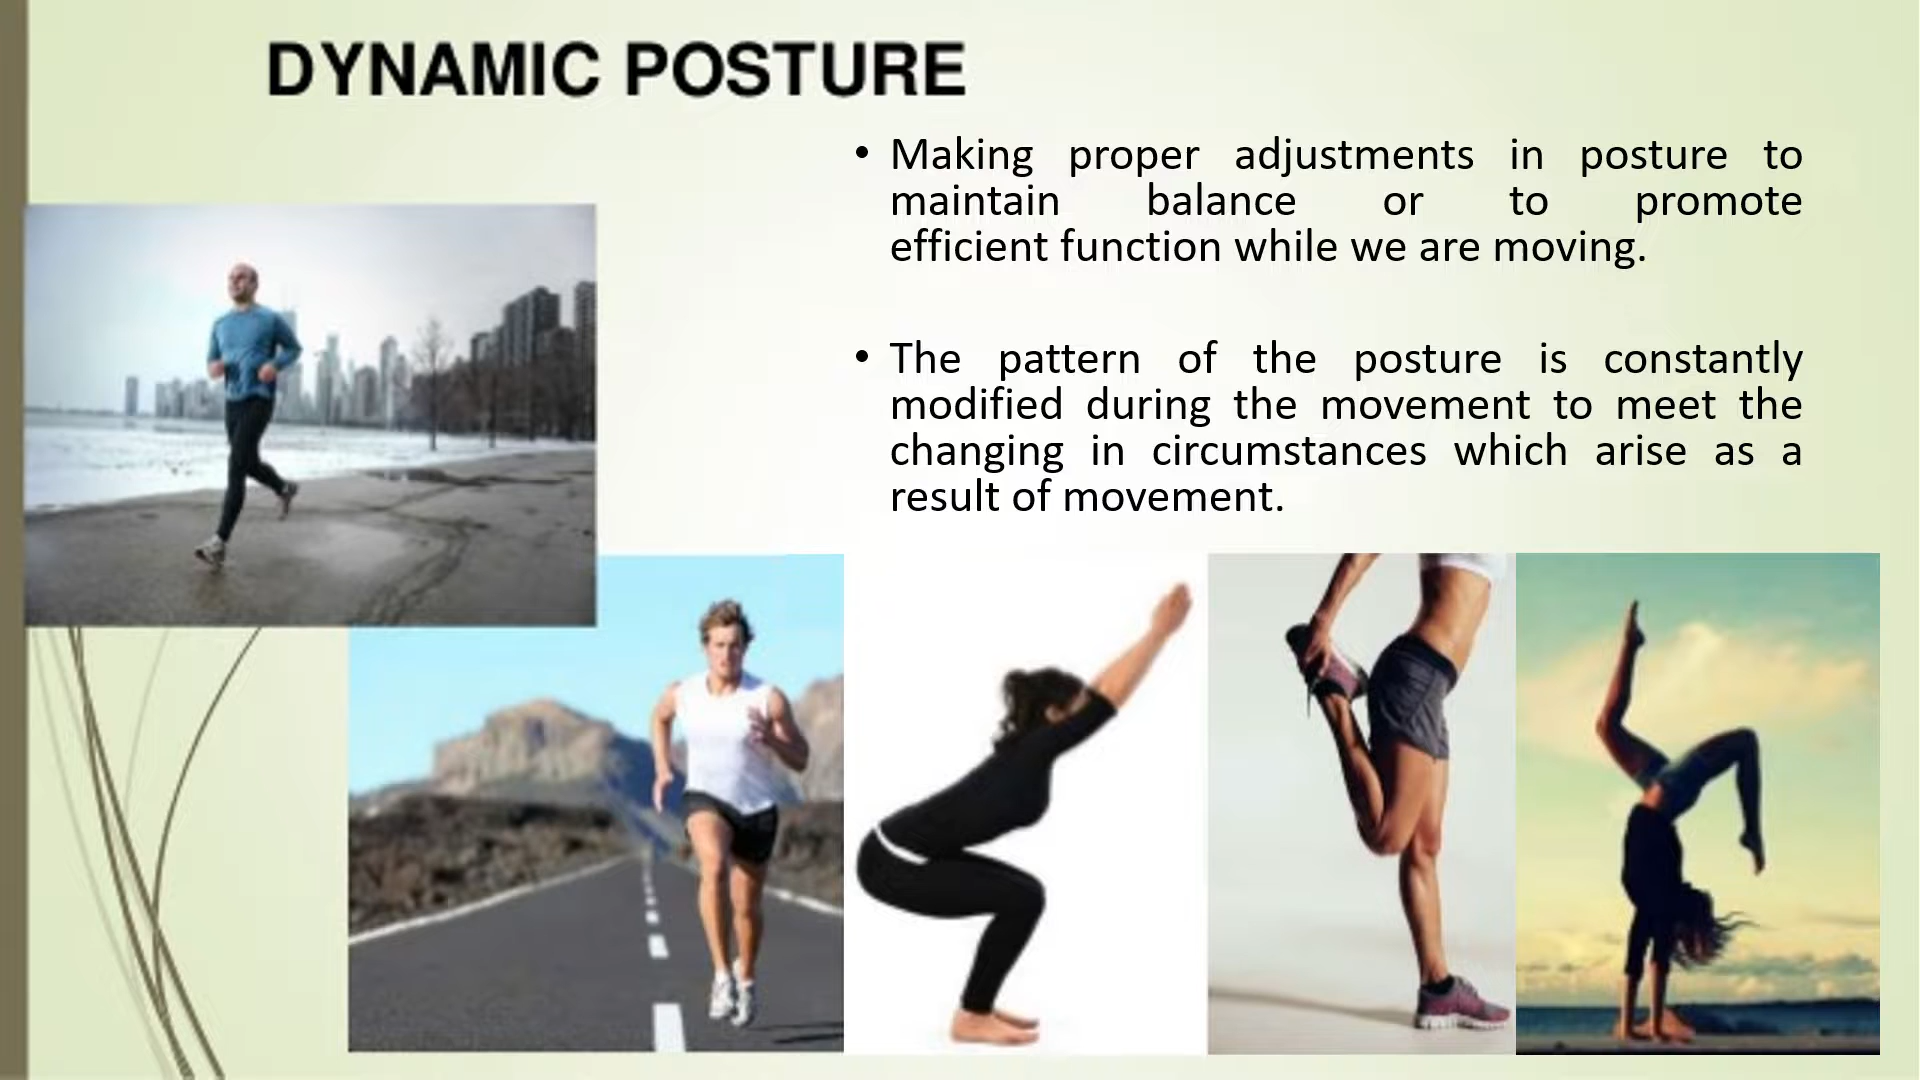 DYNAMIC POSTURE
• Making proper adjustments in posture to
maintain balance or to promote
efficient function while we are moving.
• The pattern of the posture is constantly
modified during the movement to meet the
changing in circumstances which arise as a
result of movement.